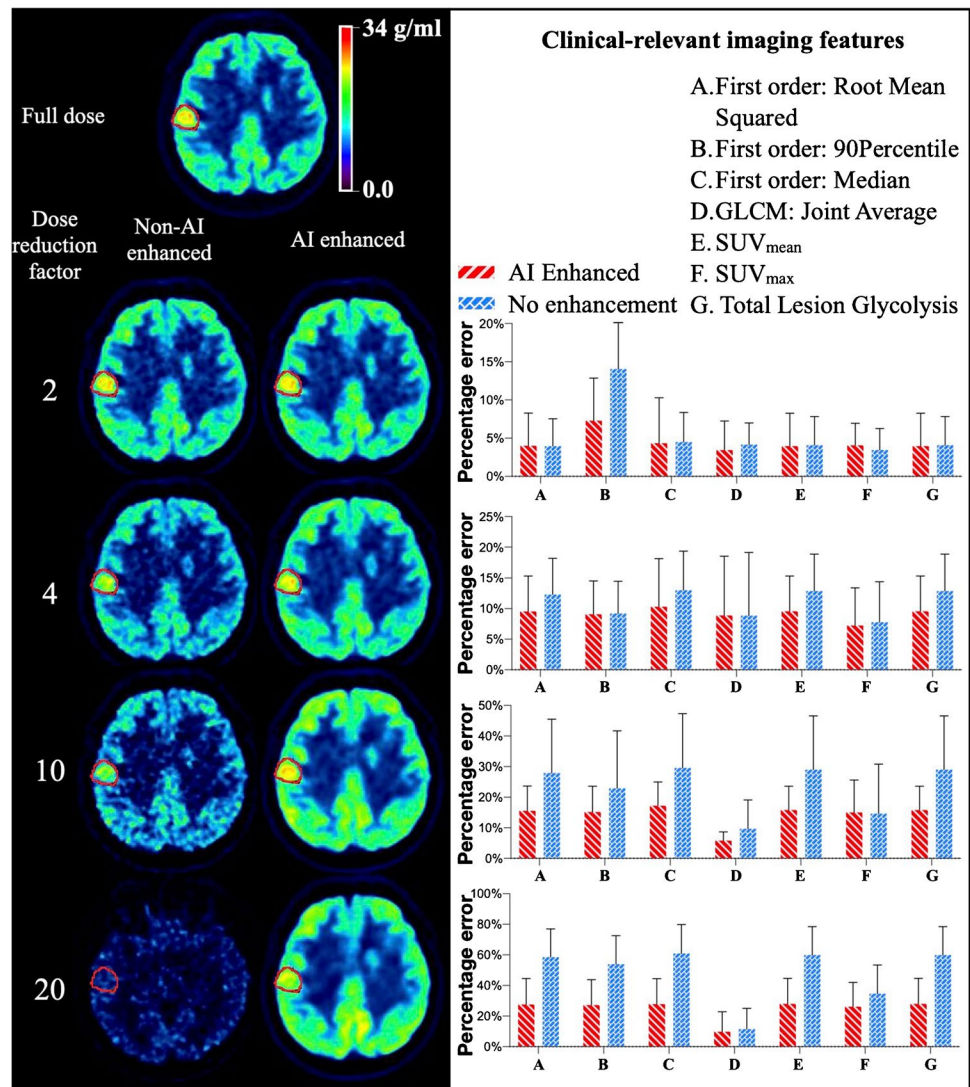 34 g/ml
0.0
Full dose
Dose
reduction
factor
Non-AI
enhanced
AI enhanced
2
4
10
20
Clinical-relevant imaging features
A.First order: Root Mean
Squared
B.First order: 90Percentile
C.First order: Median
D.GLCM: Joint Average
E. SUVmean
F. SUVmax
G. Total Lesion Glycolysis
AI Enhanced
No enhancement
Percentage error
20%
15%
10%
5%
0%
A B C D E F G
Percentage error
25%
20%
15%
10%
5%
0%
A B C D E F G
Percentage error
50%
40%
30%
20%
10%
0%
A B C D E F G
Percentage error
100%
80%
60%
40%
20%
0%
A B C D E F G